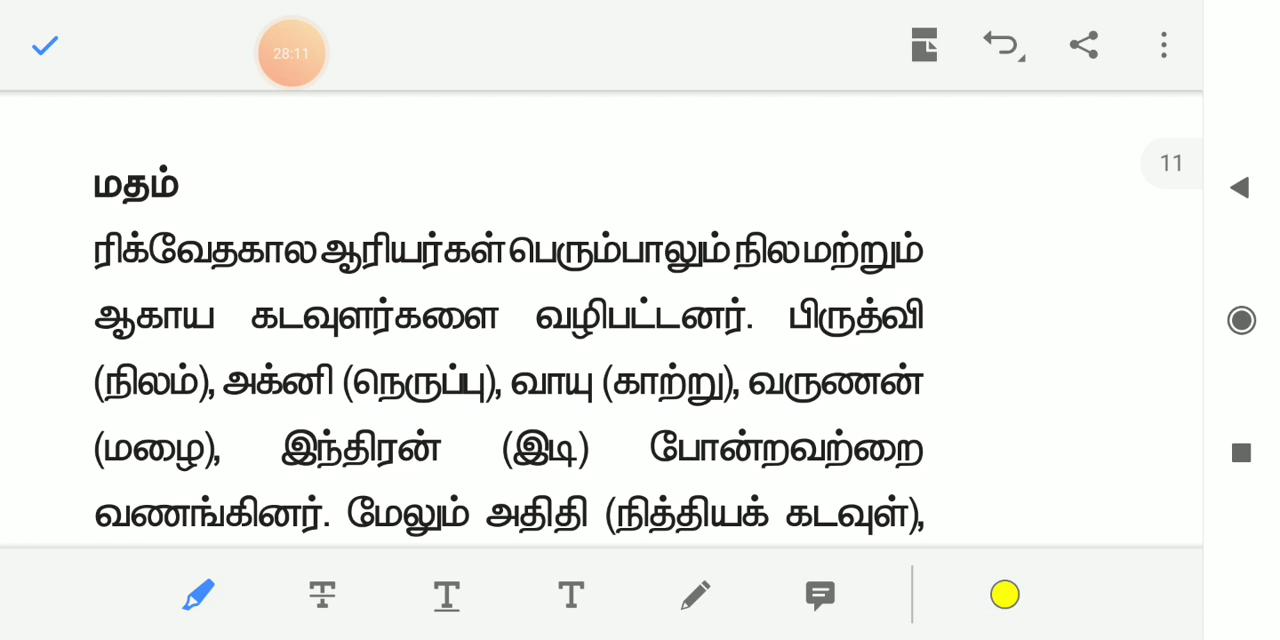 28:11
11
மதம்
ரிக்வேதகால ஆரியர்கள் பெரும்பாலும் நில மற்றும்
ஆகாய கடவுளர்களை வழிபட்டனர். பிருத்வி
(நிலம்), அக்னி (நெருப்பு), வாயு (காற்று), வருணன்
(மழை), இந்திரன் (இடி) போன்றவற்றை
வணங்கினர். மேலும் அதிதி (நித்தியக் கடவுள்),